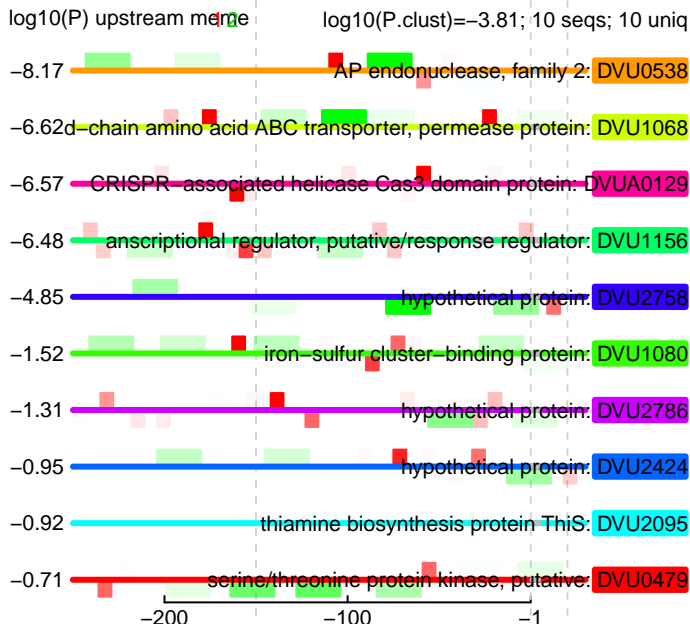 log10(P) upstream meme 12 log10(P.clust)=−3.81; 10 seqs; 10 uniq
−8.17 AP endonuclease, family 2: DVU0538
−6.62 d−chain amino acid ABC transporter, permease protein: DVU1068
−6.57 CRISPR−associated helicase Cas3 domain protein: DVUA0129
−6.48 anscriptional regulator, putative/response regulator: DVU1156
−4.85 hypothetical protein: DVU2758
−1.52 iron−sulfur cluster−binding protein: DVU1080
−1.31 hypothetical protein: DVU2786
−0.95 hypothetical protein: DVU2424
−0.92 thiamine biosynthesis protein ThiS: DVU2095
−0.71 serine/threonine protein kinase, putative: DVU0479
−200 −100 −1